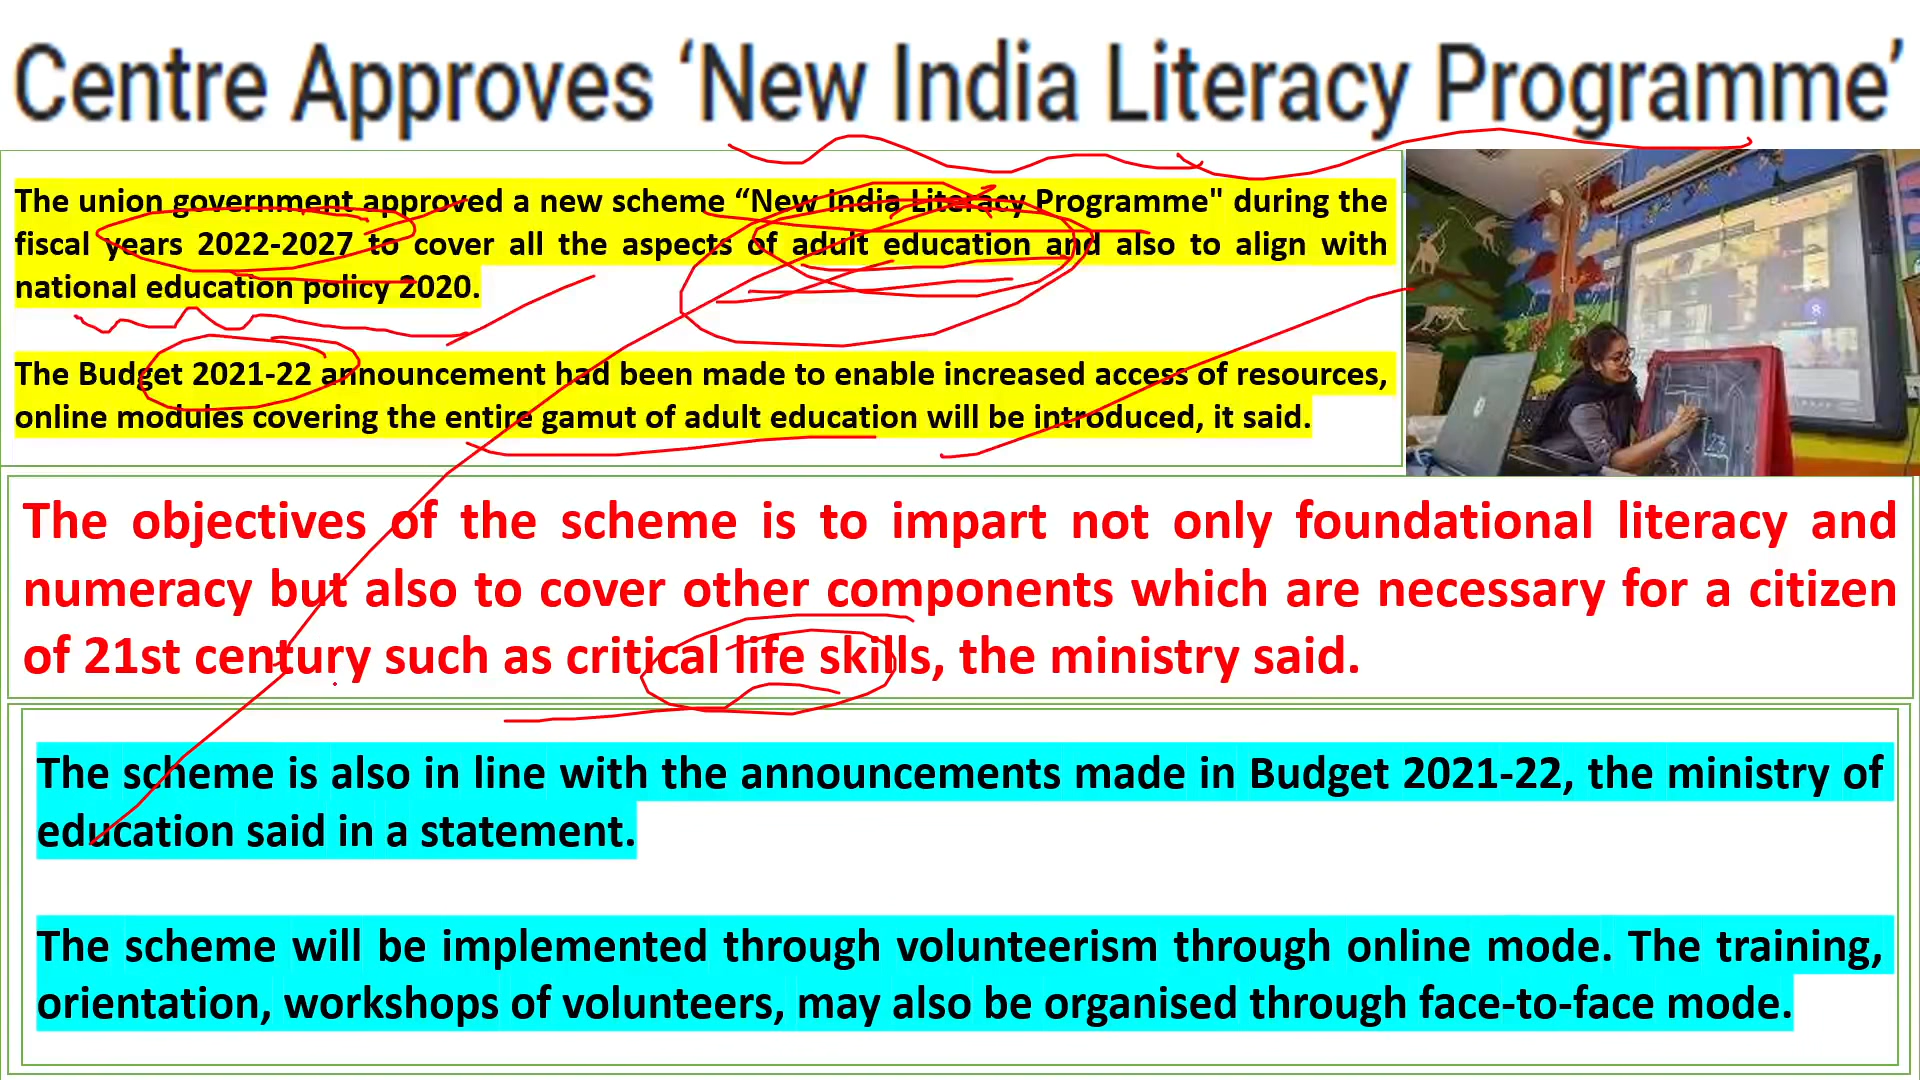 Centre Approves ‘New India Literacy Programme’
The union government approved a new scheme “New India Literacy Programme" during the
fiscal years 2022-2027 to cover all the aspects of adult education and also to align with
national education policy 2020.
The Budget 2021-22 announcement had been made to enable increased access of resources,
online modules covering the entire gamut of adult education will be introduced, it said.
The objectives of the scheme is to impart not only foundational literacy and
numeracy but also to cover other components which are necessary for a citizen
of 21st century such as critical life skills, the ministry said.
The scheme is also in line with the announcements made in Budget 2021-22, the ministry of
education said in a statement.
The scheme will be implemented through volunteerism through online mode. The training,
orientation, workshops of volunteers, may also be organised through face-to-face mode.